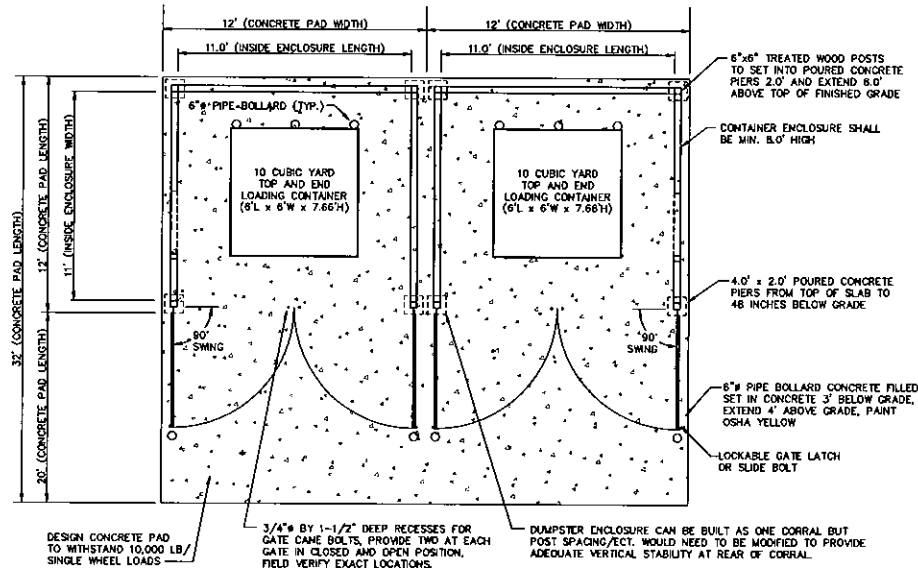 12' (CONCRETE PAD WIDTH)
12' (CONCRETE PAD WIDTH)
11.0' (INSIDE ENCLOSURE LENGTH)
11.0' (INSIDE ENCLOSURE LENGTH)
6"ø PIPE-BOLLARD (TYP.)
10 CUBIC YARD
TOP AND END
LOADING CONTAINER
(6'L x 6'W x 7.66'H)
10 CUBIC YARD
TOP AND END
LOADING CONTAINER
(6'L x 6'W x 7.66'H)
6"x6" TREATED WOOD POSTS
TO SET INTO POURED CONCRETE
PIERS 2.0' AND EXTEND 8.0'
ABOVE TOP OF FINISHED GRADE
CONTAINER ENCLOSURE SHALL
BE MIN. 8.0' HIGH
4.0' x 2.0' POURED CONCRETE
PIERS FROM TOP OF SLAB TO
48 INCHES BELOW GRADE
32' (CONCRETE PAD LENGTH)
12' (CONCRETE PAD LENGTH)
11' (INSIDE ENCLOSURE WIDTH)
20' (CONCRETE PAD LENGTH)
90'
SWING
90'
SWING
6"ø PIPE BOLLARD CONCRETE FILLED
SET IN CONCRETE 3' BELOW GRADE,
EXTEND 4' ABOVE GRADE, PAINT
OSHA YELLOW
LOCKABLE GATE LATCH
OR SLIDE BOLT
DESIGN CONCRETE PAD
TO WITHSTAND 10,000 LB/
SINGLE WHEEL LOADS
3/4"ø BY 1-1/2" DEEP RECESSES FOR
GATE CANE BOLTS, PROVIDE TWO AT EACH
GATE IN CLOSED AND OPEN POSITION,
FIELD VERIFY EXACT LOCATIONS.
DUMPSTER ENCLOSURE CAN BE BUILT AS ONE CORRAL BUT
POST SPACING/ECT. WOULD NEED TO BE MODIFIED TO PROVIDE
ADEQUATE VERTICAL STABILITY AT REAR OF CORRAL.